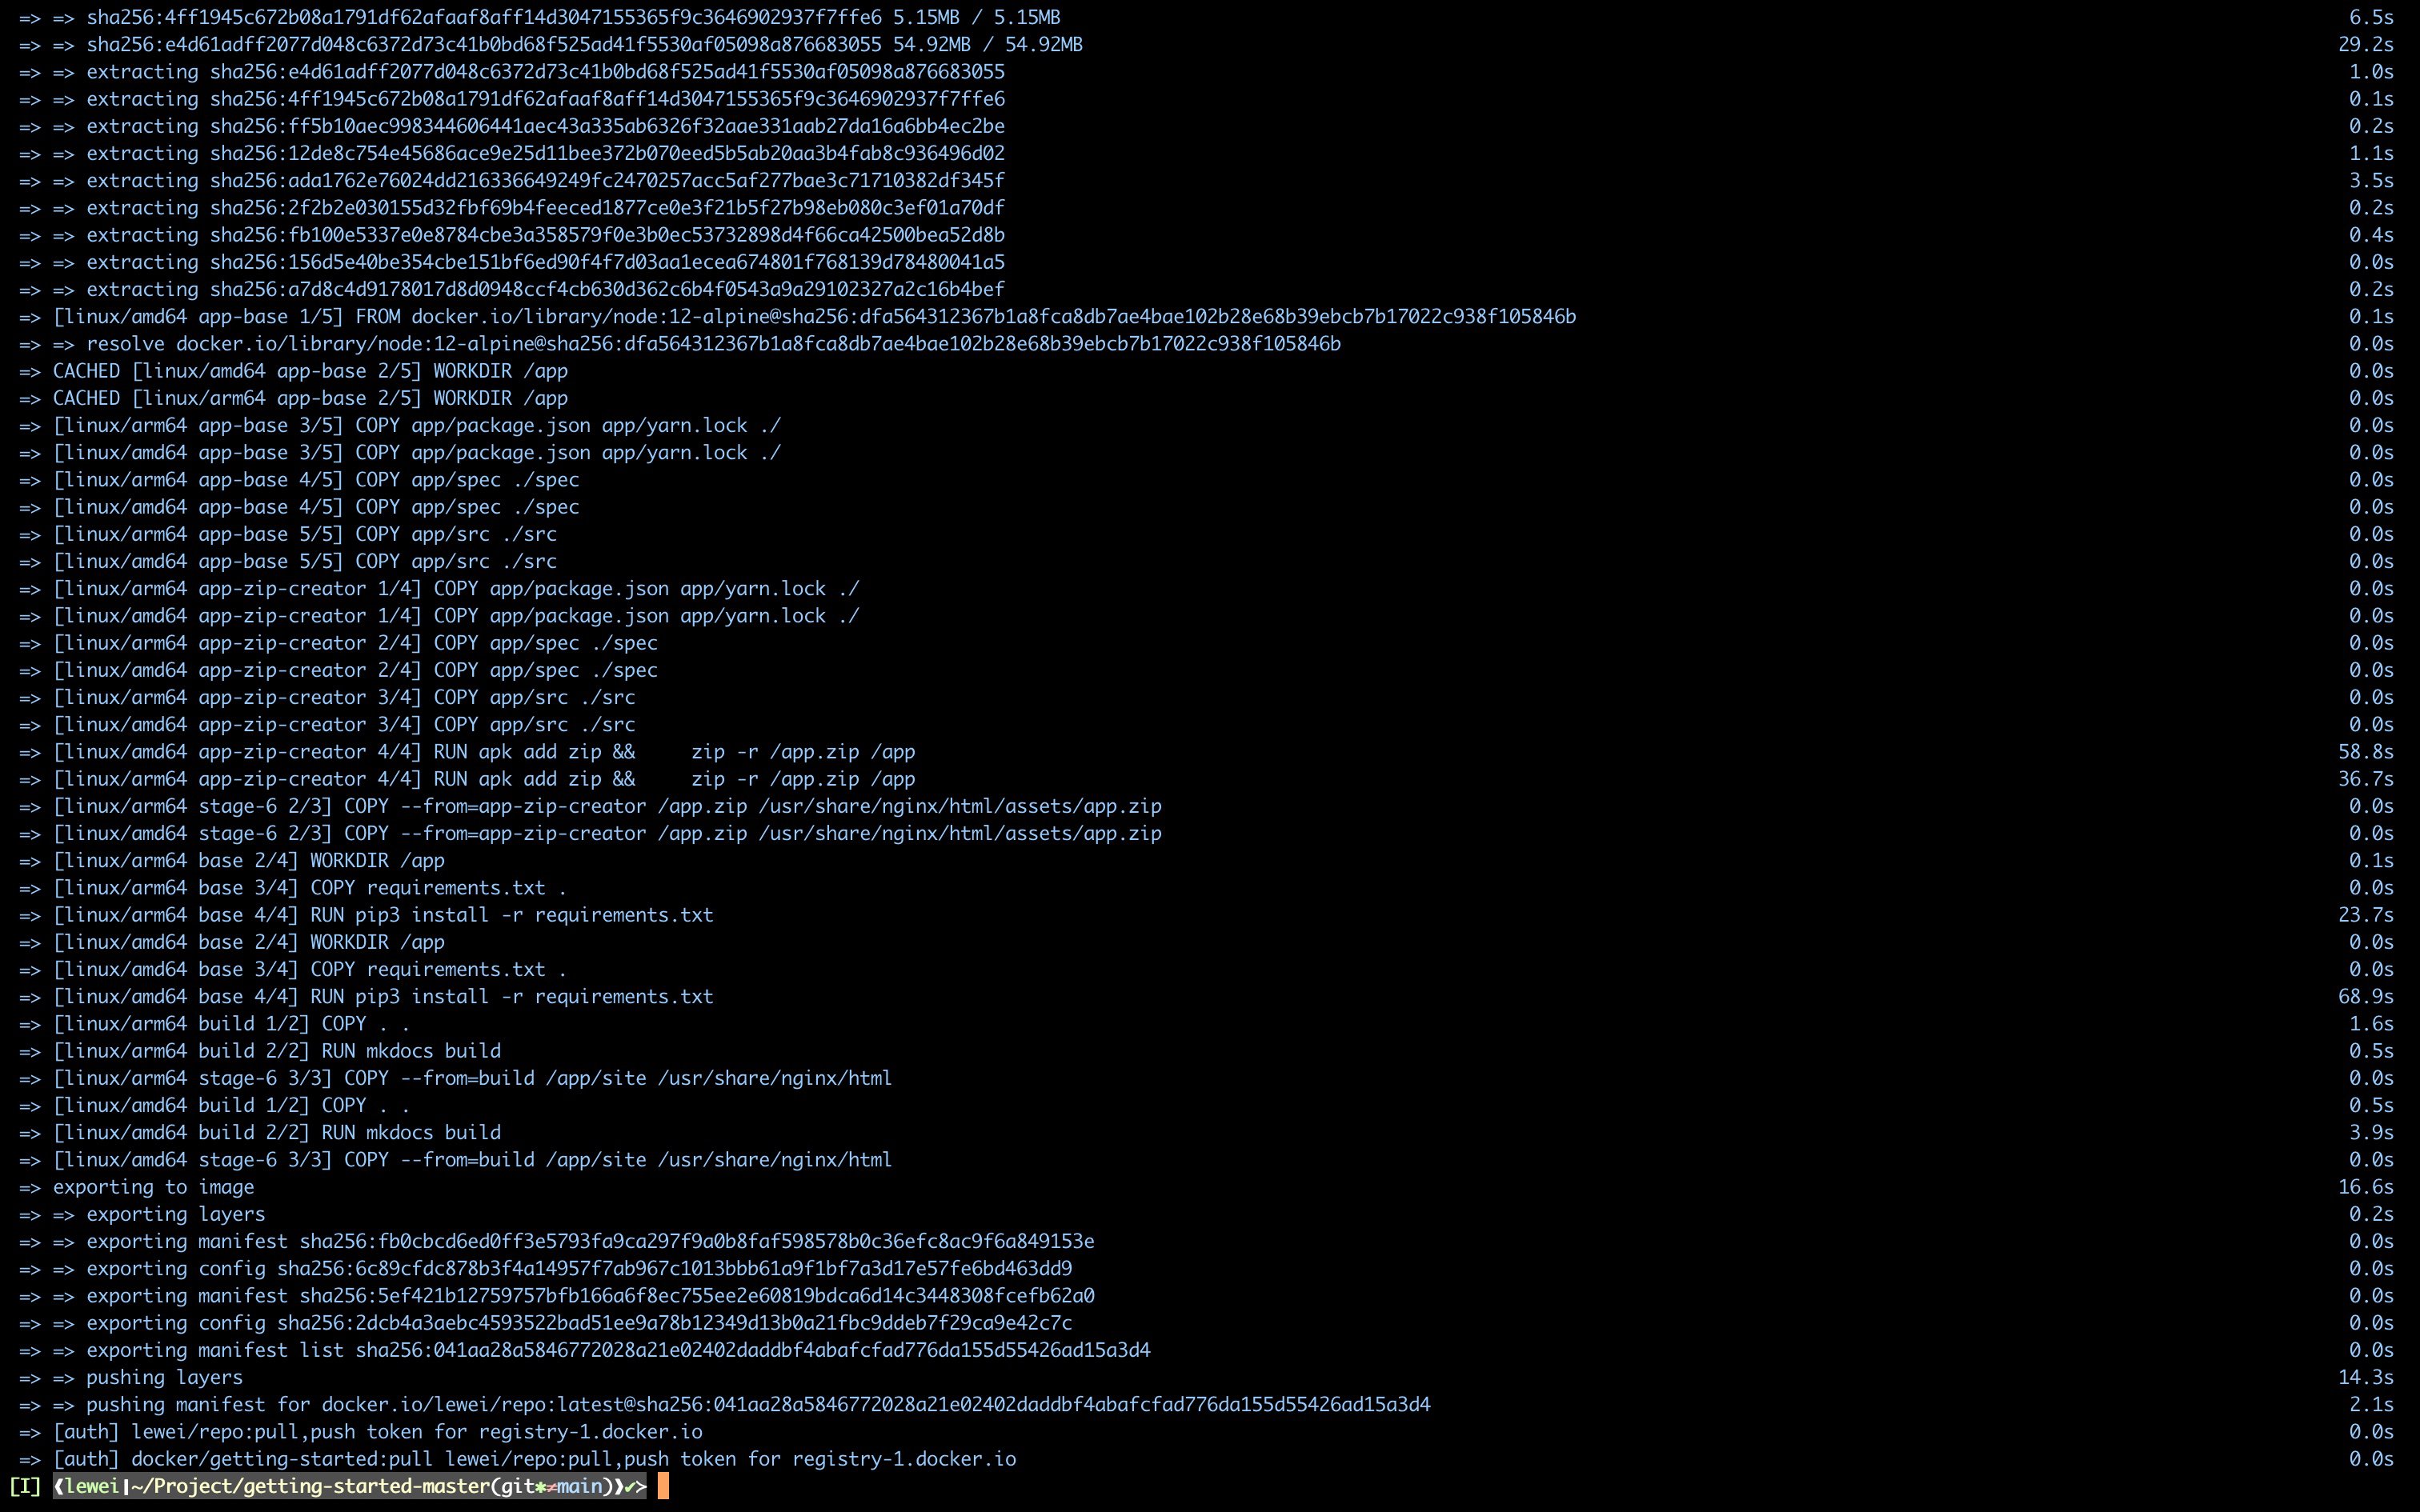 => => sha256:4ff1945c672b08a1791df62afaaf8aff14d3047155365f9c3646902937f7ffe6 5.15MB / 5.15MB 6.5s
=> => sha256:e4d61adff2077d048c6372d73c41b0bd68f525ad41f5530af05098a876683055 54.92MB / 54.92MB 29.2s
=> => extracting sha256:e4d61adff2077d048c6372d73c41b0bd68f525ad41f5530af05098a876683055 1.0s
=> => extracting sha256:4ff1945c672b08a1791df62afaaf8aff14d3047155365f9c3646902937f7ffe6 0.1s
=> => extracting sha256:ff5b10aec998344606441aec43a335ab6326f32aae331aab27da16a6bb4ec2be 0.2s
=> => extracting sha256:12de8c754e45686ace9e25d11bee372b070eed5b5ab20aa3b4fab8c936496d02 1.1s
=> => extracting sha256:ada1762e76024dd216336649249fc2470257acc5af277bae3c71710382df345f 3.5s
=> => extracting sha256:2f2b2e030155d32fbf69b4feeced1877ce0e3f21b5f27b98eb080c3ef01a70df 0.2s
=> => extracting sha256:fb100e5337e0e8784cbe3a358579f0e3b0ec53732898d4f66ca42500bea52d8b 0.4s
=> => extracting sha256:156d5e40be354cbe151bf6ed90f4f7d03aa1ecea674801f768139d78480041a5 0.0s
=> => extracting sha256:a7d8c4d9178017d8d0948ccf4cb630d362c6b4f0543a9a29102327a2c16b4bef 0.2s
=> [linux/amd64 app-base 1/5] FROM docker.io/library/node:12-alpine@sha256:dfa564312367b1a8fca8db7ae4bae102b28e68b39ebcb7b17022c938f105846b 0.1s
=> => resolve docker.io/library/node:12-alpine@sha256:dfa564312367b1a8fca8db7ae4bae102b28e68b39ebcb7b17022c938f105846b 0.0s
=> CACHED [linux/amd64 app-base 2/5] WORKDIR /app 0.0s
=> CACHED [linux/arm64 app-base 2/5] WORKDIR /app 0.0s
=> [linux/arm64 app-base 3/5] COPY app/package.json app/yarn.lock ./ 0.0s
=> [linux/amd64 app-base 3/5] COPY app/package.json app/yarn.lock ./ 0.0s
=> [linux/arm64 app-base 4/5] COPY app/spec ./spec 0.0s
=> [linux/amd64 app-base 4/5] COPY app/spec ./spec 0.0s
=> [linux/arm64 app-base 5/5] COPY app/src ./src 0.0s
=> [linux/amd64 app-base 5/5] COPY app/src ./src 0.0s
=> [linux/arm64 app-zip-creator 1/4] COPY app/package.json app/yarn.lock ./ 0.0s
=> [linux/amd64 app-zip-creator 1/4] COPY app/package.json app/yarn.lock ./ 0.0s
=> [linux/arm64 app-zip-creator 2/4] COPY app/spec ./spec 0.0s
=> [linux/amd64 app-zip-creator 2/4] COPY app/spec ./spec 0.0s
=> [linux/arm64 app-zip-creator 3/4] COPY app/src ./src 0.0s
=> [linux/amd64 app-zip-creator 3/4] COPY app/src ./src 0.0s
=> [linux/amd64 app-zip-creator 4/4] RUN apk add zip &&     zip -r /app.zip /app 58.8s
=> [linux/arm64 app-zip-creator 4/4] RUN apk add zip &&     zip -r /app.zip /app 36.7s
=> [linux/arm64 stage-6 2/3] COPY --from=app-zip-creator /app.zip /usr/share/nginx/html/assets/app.zip 0.0s
=> [linux/amd64 stage-6 2/3] COPY --from=app-zip-creator /app.zip /usr/share/nginx/html/assets/app.zip 0.0s
=> [linux/arm64 base 2/4] WORKDIR /app 0.1s
=> [linux/arm64 base 3/4] COPY requirements.txt . 0.0s
=> [linux/arm64 base 4/4] RUN pip3 install -r requirements.txt 23.7s
=> [linux/amd64 base 2/4] WORKDIR /app 0.0s
=> [linux/amd64 base 3/4] COPY requirements.txt . 0.0s
=> [linux/amd64 base 4/4] RUN pip3 install -r requirements.txt 68.9s
=> [linux/arm64 build 1/2] COPY . . 1.6s
=> [linux/arm64 build 2/2] RUN mkdocs build 0.5s
=> [linux/arm64 stage-6 3/3] COPY --from=build /app/site /usr/share/nginx/html 0.0s
=> [linux/amd64 build 1/2] COPY . . 0.5s
=> [linux/amd64 build 2/2] RUN mkdocs build 3.9s
=> [linux/amd64 stage-6 3/3] COPY --from=build /app/site /usr/share/nginx/html 0.0s
=> exporting to image 16.6s
=> => exporting layers 0.2s
=> => exporting manifest sha256:fb0cbcd6ed0ff3e5793fa9ca297f9a0b8faf598578b0c36efc8ac9f6a849153e 0.0s
=> => exporting config sha256:6c89cfdc878b3f4a14957f7ab967c1013bbb61a9f1bf7a3d17e57fe6bd463dd9 0.0s
=> => exporting manifest sha256:5ef421b12759757bfb166a6f8ec755ee2e60819bdca6d14c3448308fcefb62a0 0.0s
=> => exporting config sha256:2dcb4a3aebc4593522bad51ee9a78b12349d13b0a21fbc9ddeb7f29ca9e42c7c 0.0s
=> => exporting manifest list sha256:041aa28a5846772028a21e02402daddbf4abafcfad776da155d55426ad15a3d4 0.0s
=> => pushing layers 14.3s
=> => pushing manifest for docker.io/lewei/repo:latest@sha256:041aa28a5846772028a21e02402daddbf4abafcfad776da155d55426ad15a3d4 2.1s
=> [auth] lewei/repo:pull,push token for registry-1.docker.io 0.0s
=> [auth] docker/getting-started:pull lewei/repo:pull,push token for registry-1.docker.io 0.0s
[I] ❰lewei❙~/Project/getting-started-master(git✱≠main)❱✔≻